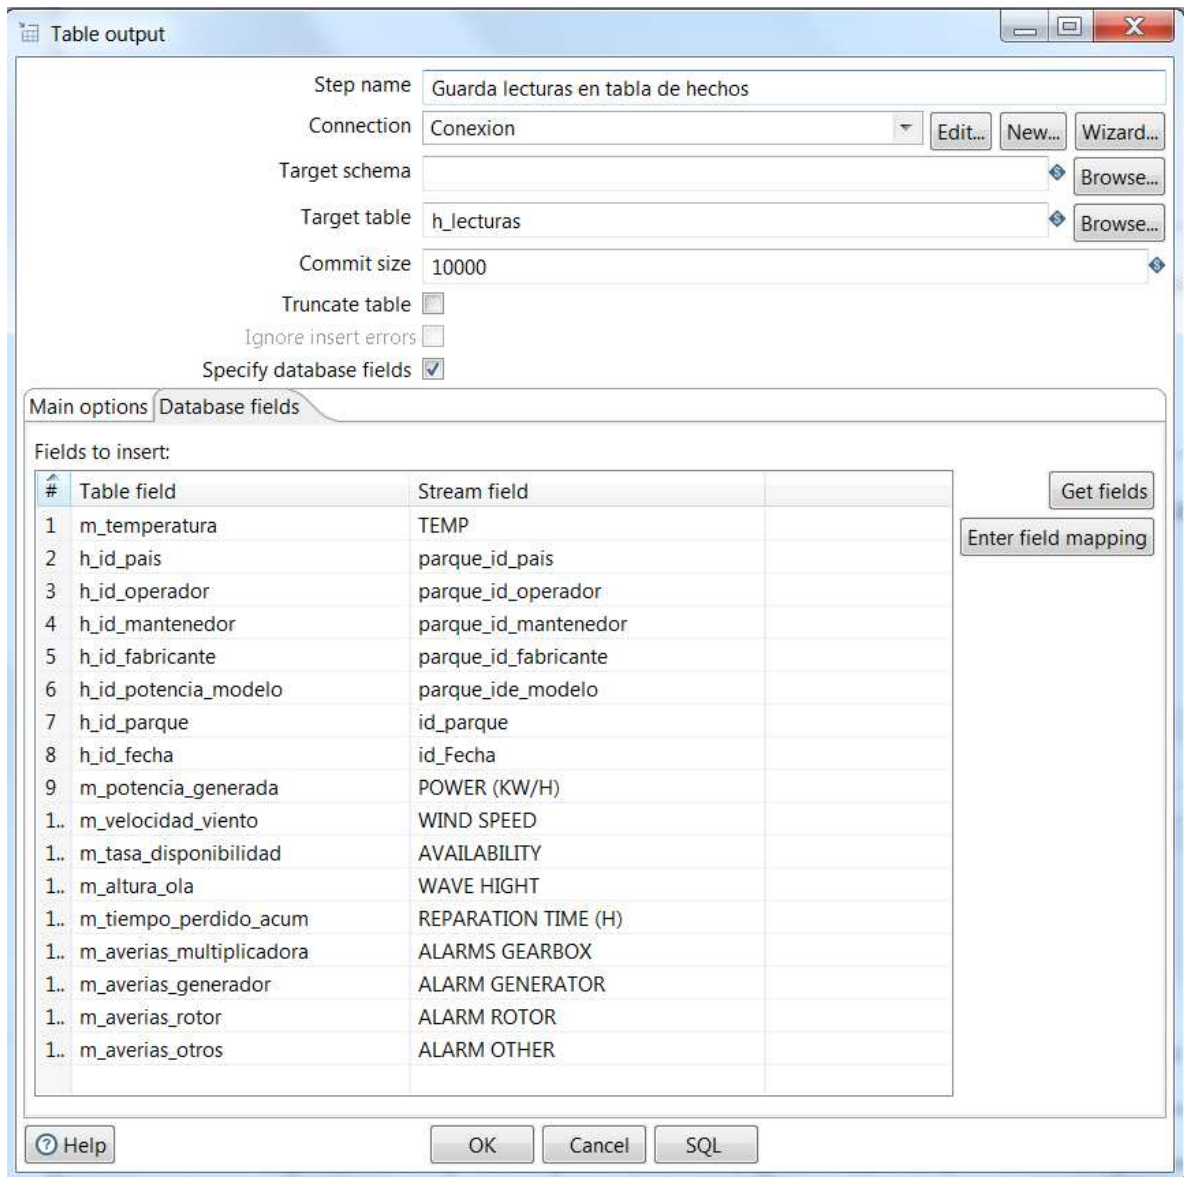 Table output
Step name Guarda lecturas en tabla de hechos
Connection Conexion Edit... New... Wizard...
Target schema Browse...
Target table h_lecturas Browse...
Commit size 10000
Truncate table
Ignore insert errors
Specify database fields
Main options Database fields
Fields to insert:
# Table field Stream field Get fields
1 m_temperatura TEMP
Enter field mapping
2 h_id_pais parque_id_pais
3 h_id_operador parque_id_operador
4 h_id_mantenedor parque_id_mantenedor
5 h_id_fabricante parque_id_fabricante
6 h_id_potencia_modelo parque_ide_modelo
7 h_id_parque id_parque
8 h_id_fecha id_Fecha
9 m_potencia_generada POWER (KW/H)
1.. m_velocidad_viento WIND SPEED
1.. m_tasa_disponibilidad AVAILABILITY
1.. m_altura_ola WAVE HIGHT
1.. m_tiempo_perdido_acum REPARATION TIME (H)
1.. m_averias_multiplicadora ALARMS GEARBOX
1.. m_averias_generador ALARM GENERATOR
1.. m_averias_rotor ALARM ROTOR
1.. m_averias_otros ALARM OTHER
Help OK Cancel SQL